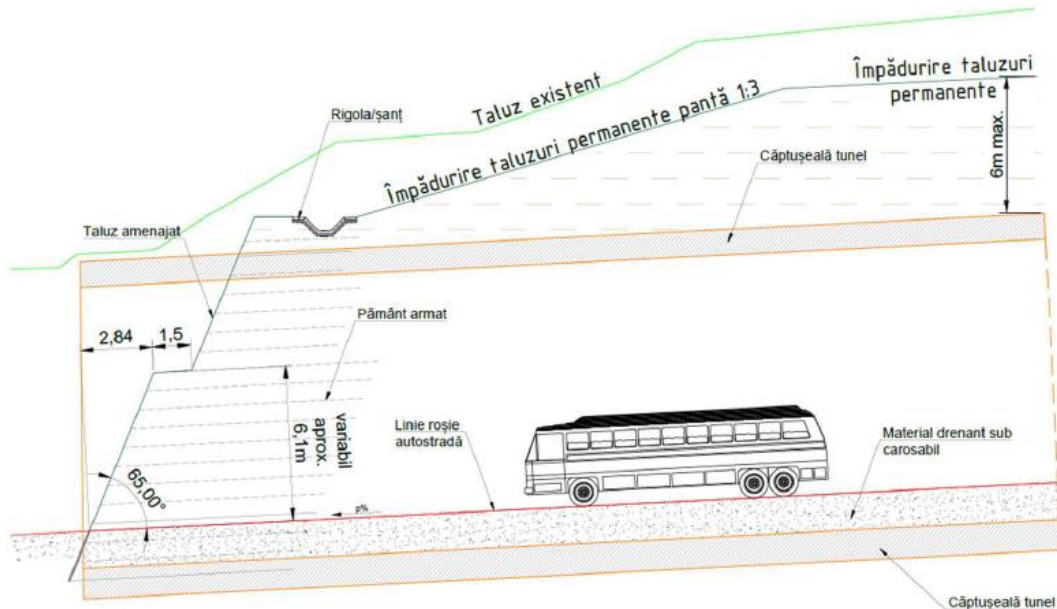 Împădurire taluzuri
permanente
Taluz existent
Rigola/șanț
Împădurire taluzuri permanente pantă 1:3
6m max.
Căptușeală tunel
Taluz amenajat
Pământ armat
2,84
1,5
variabil
aprox.
6,1m
Linie roșie
autostradă
Material drenant sub
carosabil
65,00°
p%
Căptușeală tunel